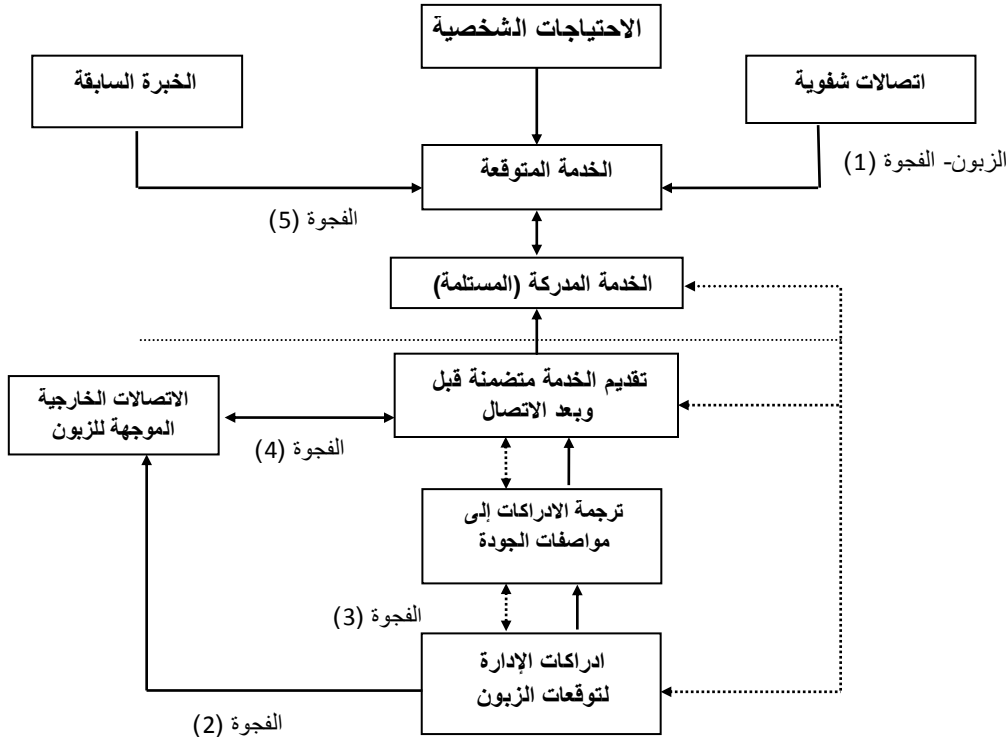 الاحتياجات الشخصية
اتصالات شفوية
الخبرة السابقة
الزبون- الفجوة (1)
الخدمة المتوقعة
الفجوة (5)
الخدمة المدركة (المستلمة)
تقديم الخدمة متضمنة قبل
وبعد الاتصال
الاتصالات الخارجية
الموجهة للزبون
الفجوة (4)
ترجمة الادراكات إلى
مواصفات الجودة
الفجوة (3)
ادراكات الإدارة
لتوقعات الزبون
الفجوة (2)